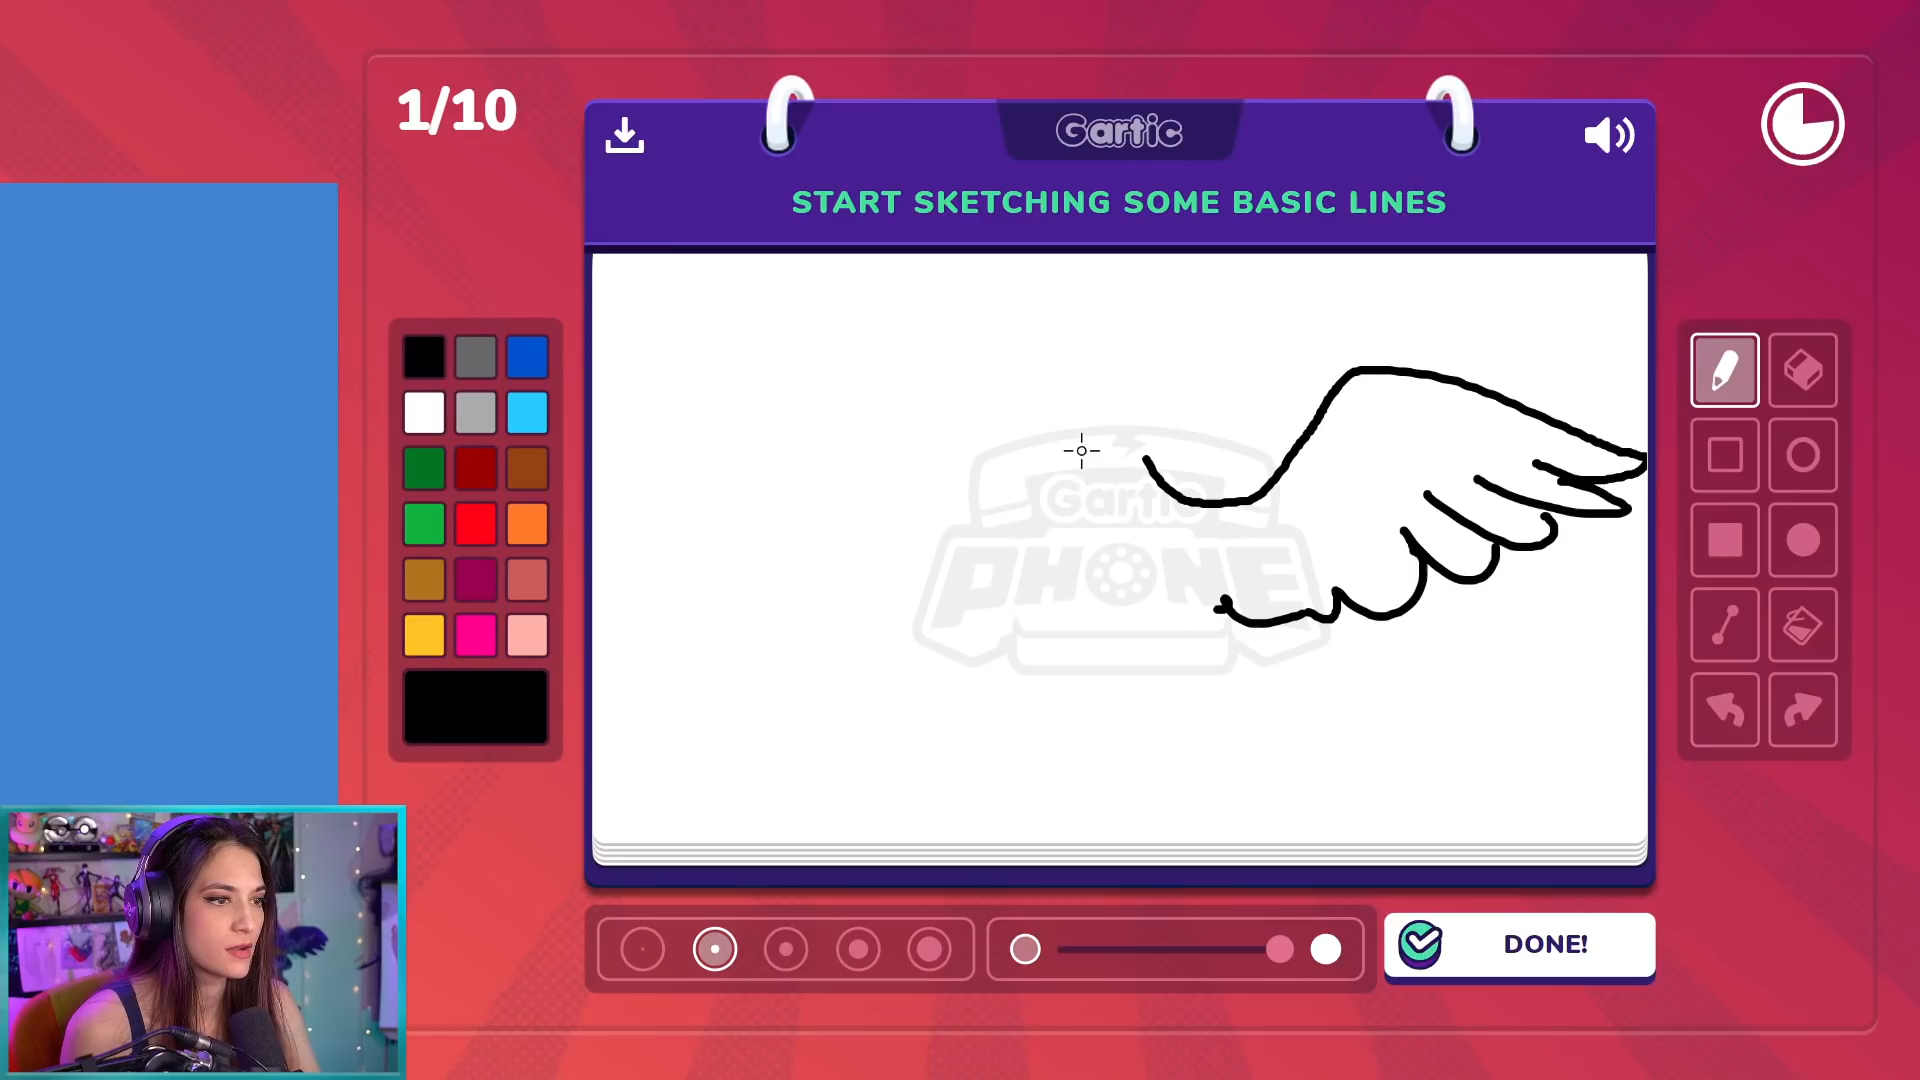 1/10
Gartic
START SKETCHING SOME BASIC LINES
Gartic
PHONE
DONE!